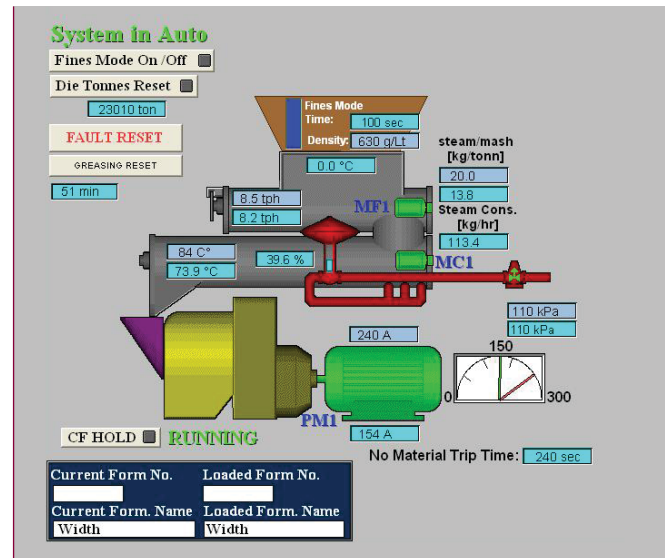 System in Auto
Fines Mode On /Off
Die Tonnes Reset
23010 ton
FAULT RESET
GREASING RESET
51 min
Fines Mode
Time: 100 sec
Density: 630 g/Lt
0.0 °C
steam/mash
[kg/tonn]
20.0
13.8
Steam Cons.
[kg/hr]
113.4
8.5 tph
8.2 tph
MF1
84 C°
73.9 °C
39.6 %
MC1
110 kPa
110 kPa
240 A
150
0
300
PM1
154 A
CF HOLD
RUNNING
No Material Trip Time: 240 sec
Current Form No. Loaded Form No.
Current Form. Name Loaded Form. Name
Width Width